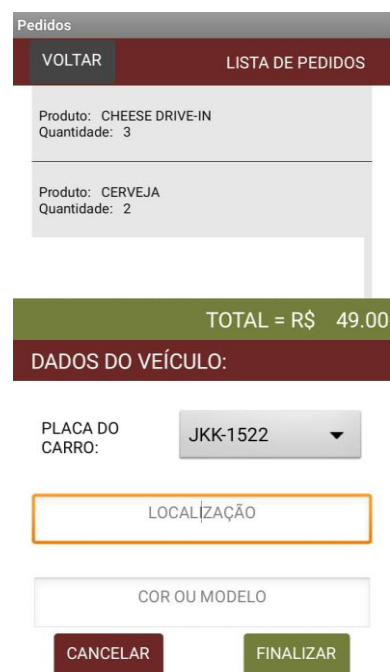 Pedidos
VOLTAR LISTA DE PEDIDOS
Produto: CHEESE DRIVE-IN
Quantidade: 3
Produto: CERVEJA
Quantidade: 2
TOTAL = R$ 49.00
DADOS DO VEÍCULO:
PLACA DO
CARRO:
JKK-1522
LOCALIZAÇÃO
COR OU MODELO
CANCELAR FINALIZAR